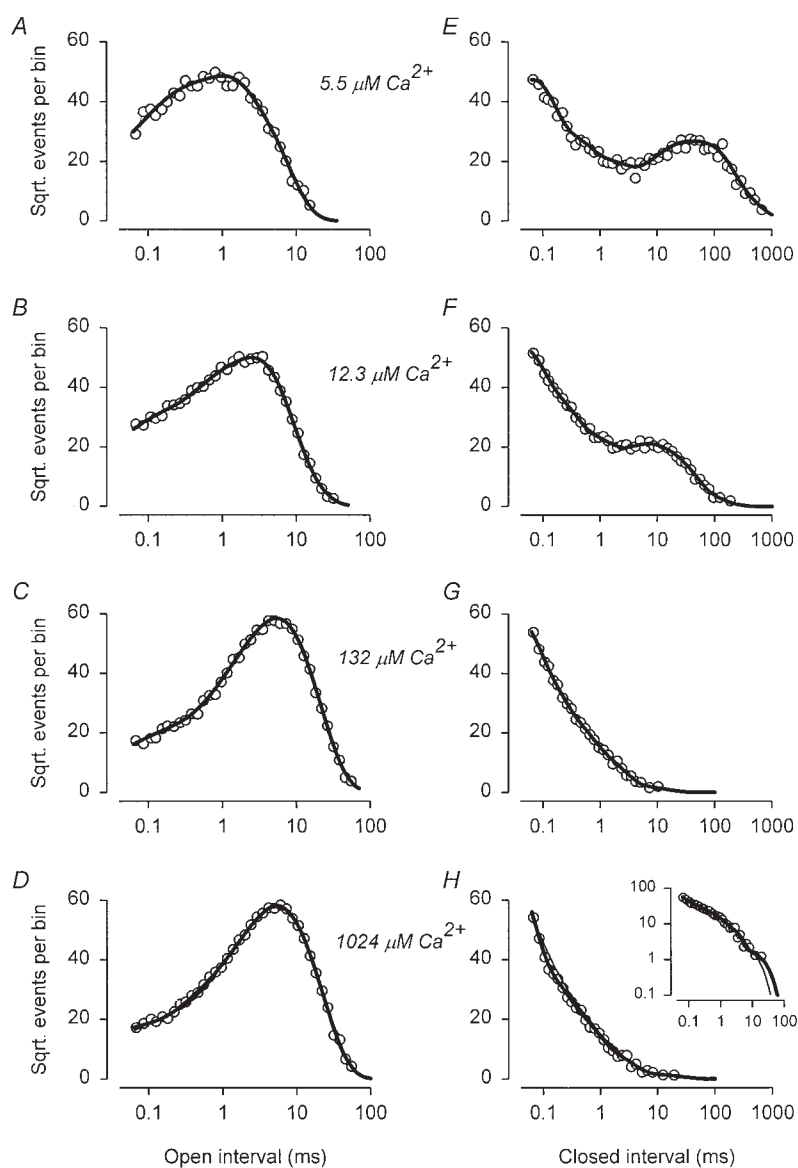 A
E
60
40
20
0
Sqrt. events per bin
5.5 μM Ca2+
60
40
20
0
0.1 1 10 100
0.1 1 10 100 1000
B
F
60
40
20
0
Sqrt. events per bin
12.3 μM Ca2+
60
40
20
0
0.1 1 10 100
0.1 1 10 100 1000
C
G
60
40
20
0
Sqrt. events per bin
132 μM Ca2+
60
40
20
0
0.1 1 10 100
0.1 1 10 100 1000
D
H
60
40
20
0
Sqrt. events per bin
1024 μM Ca2+
60
40
20
0
100
10
1
0.1
0.1 1 10 100
0.1 1 10 100
0.1 1 10 100 1000
Open interval (ms)
Closed interval (ms)